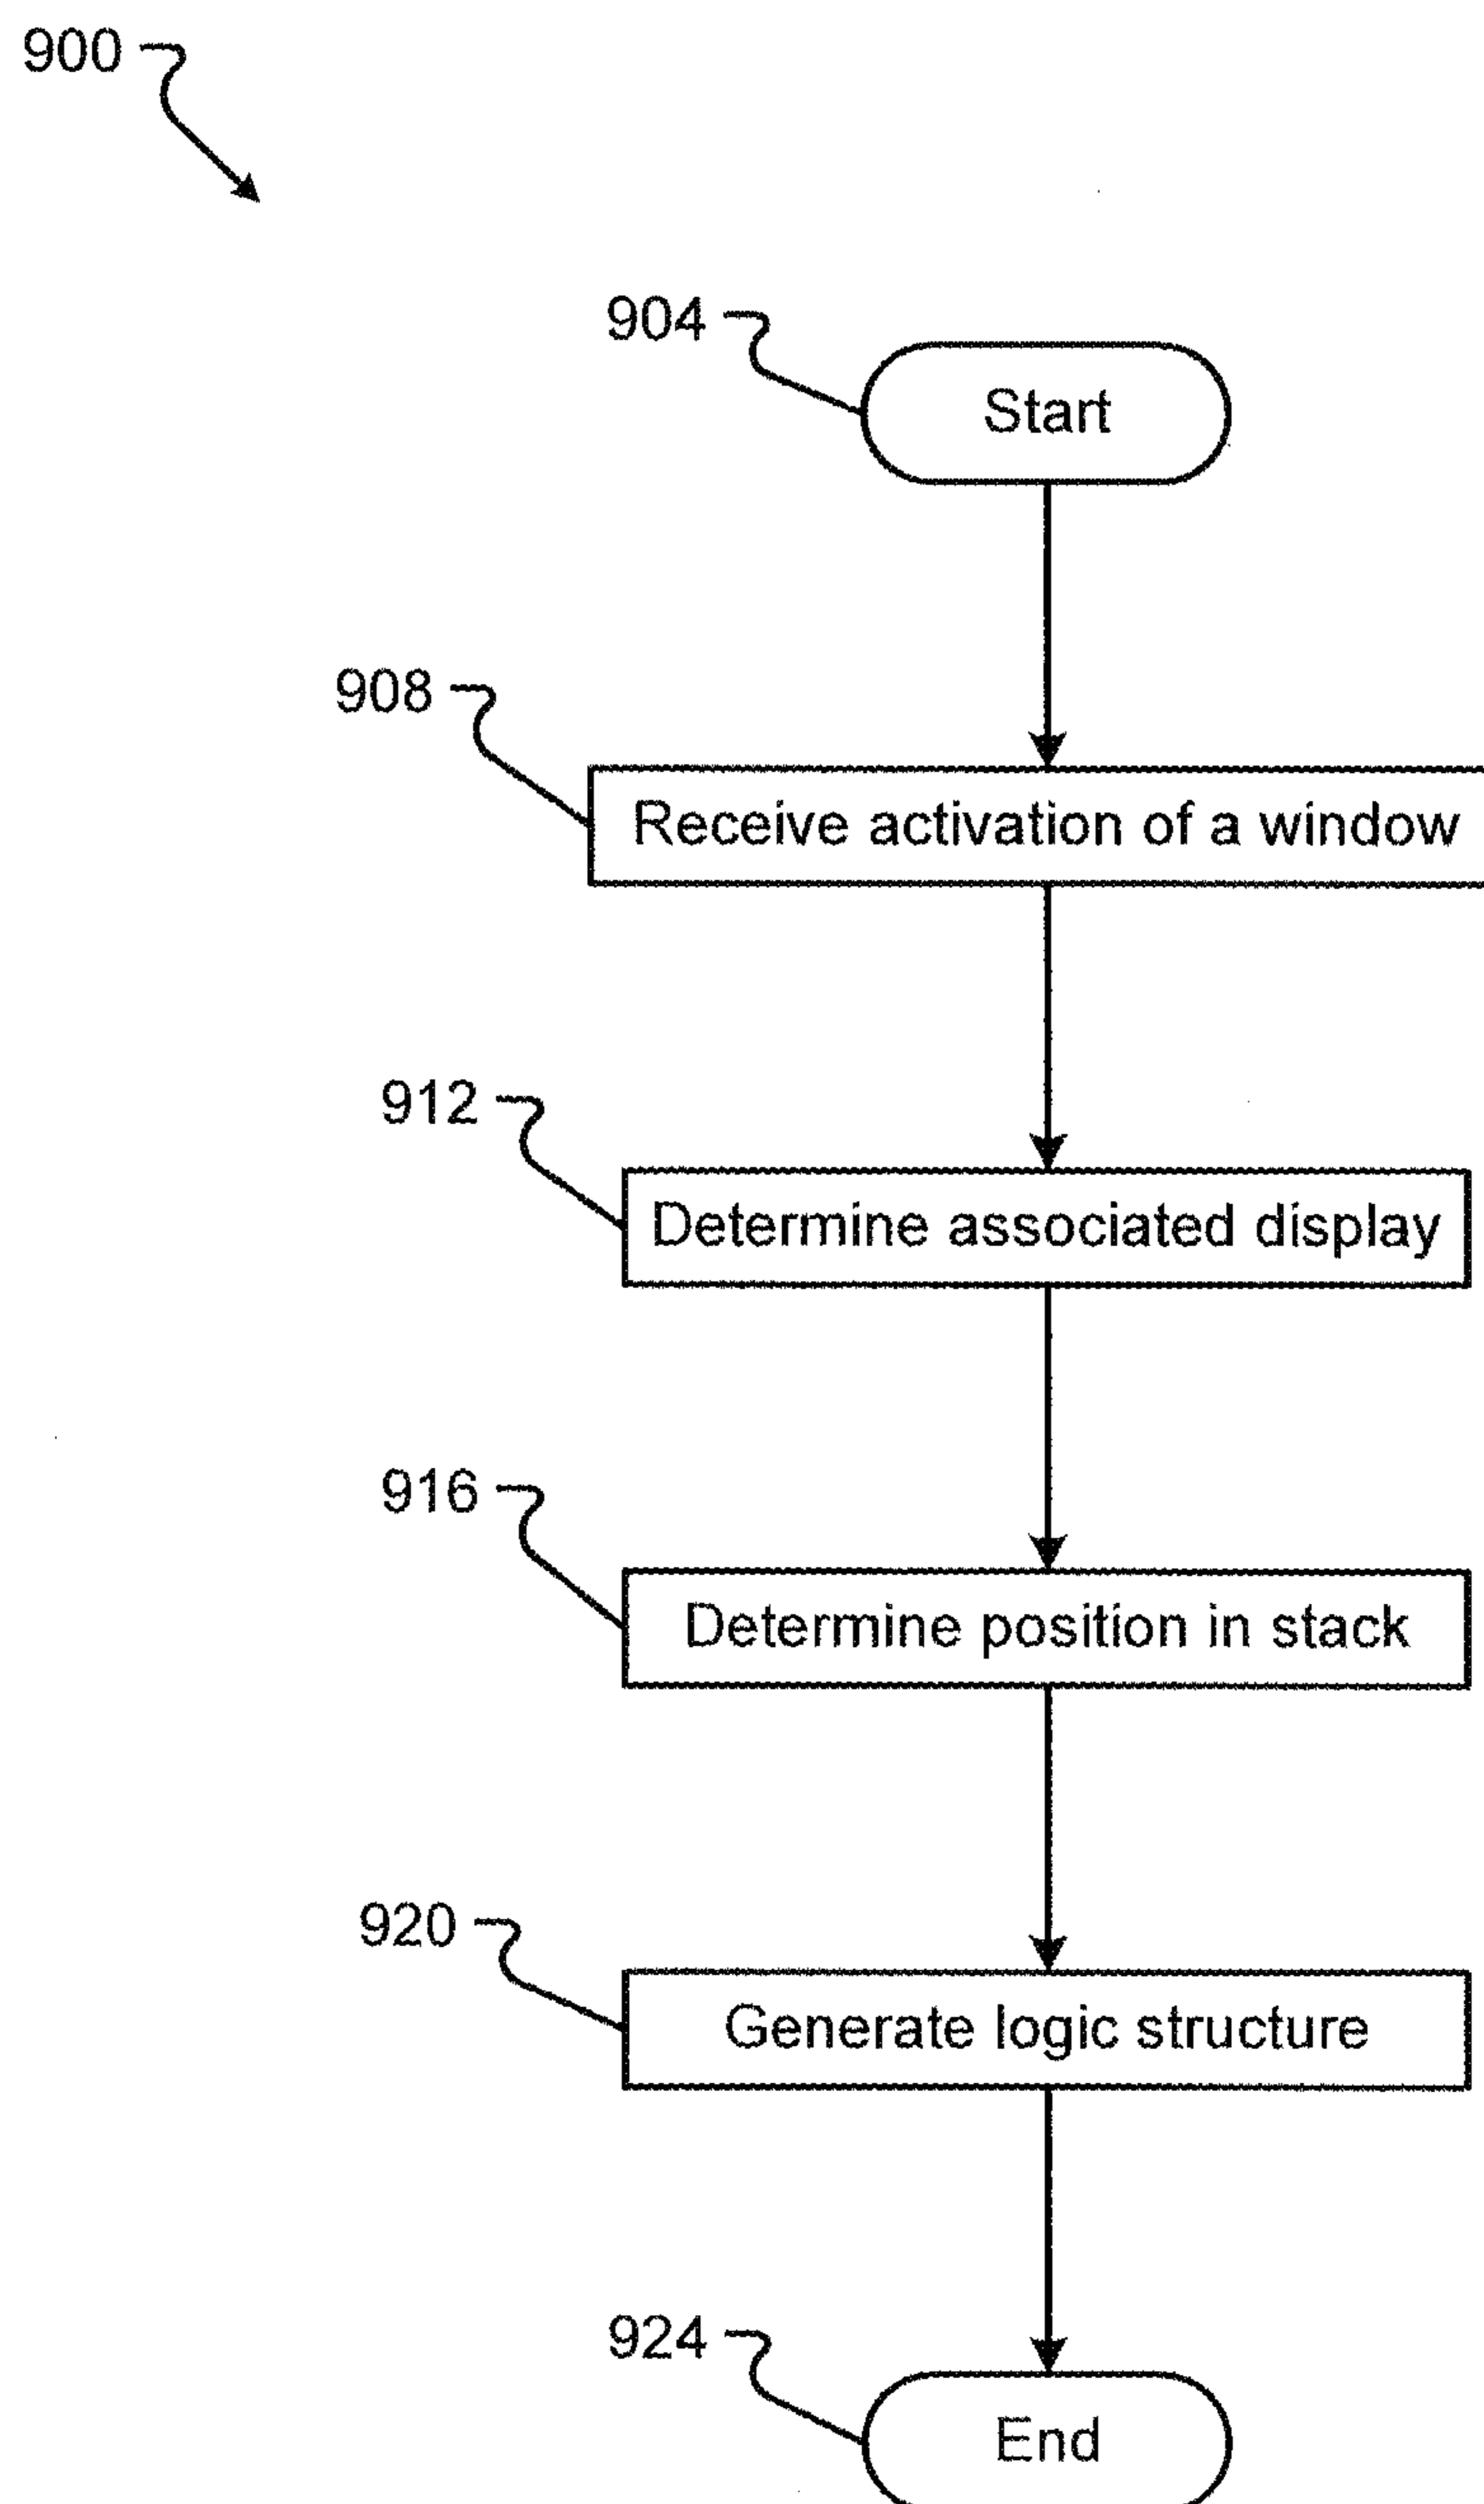 900
904
Start
908
Receive activation of a window
912
Determine associated display
916
Determine position in stack
920
Generate logic structure
924
End